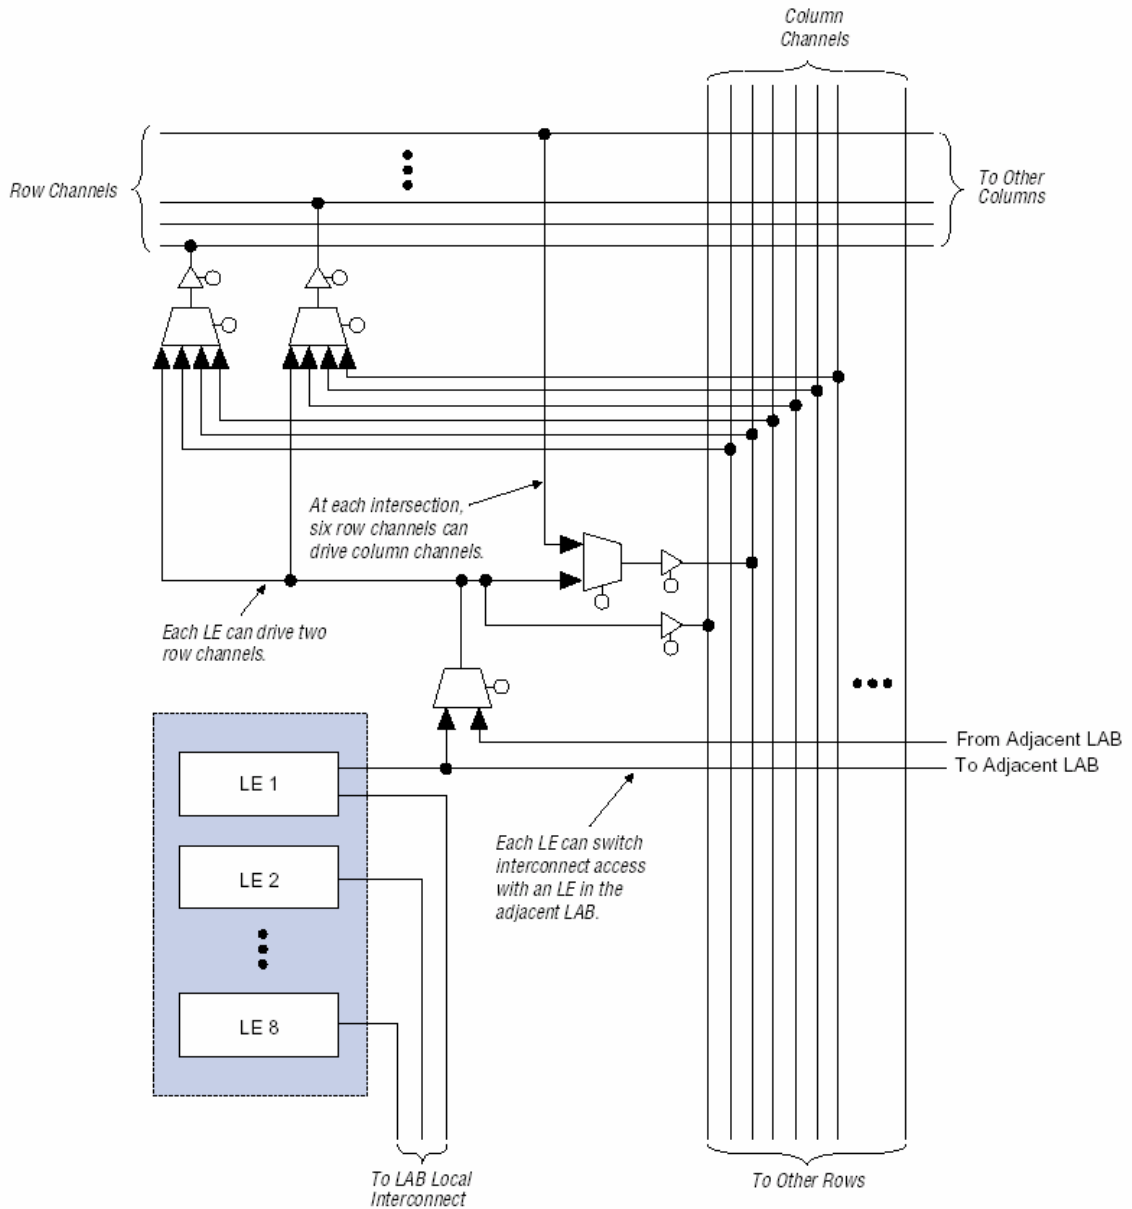 Column
Channels
Row Channels
To Other
Columns
At each intersection,
six row channels can
drive column channels.
Each LE can drive two
row channels.
From Adjacent LAB
To Adjacent LAB
LE 1
Each LE can switch
interconnect access
with an LE in the
adjacent LAB.
LE 2
LE 8
To LAB Local
Interconnect
To Other Rows